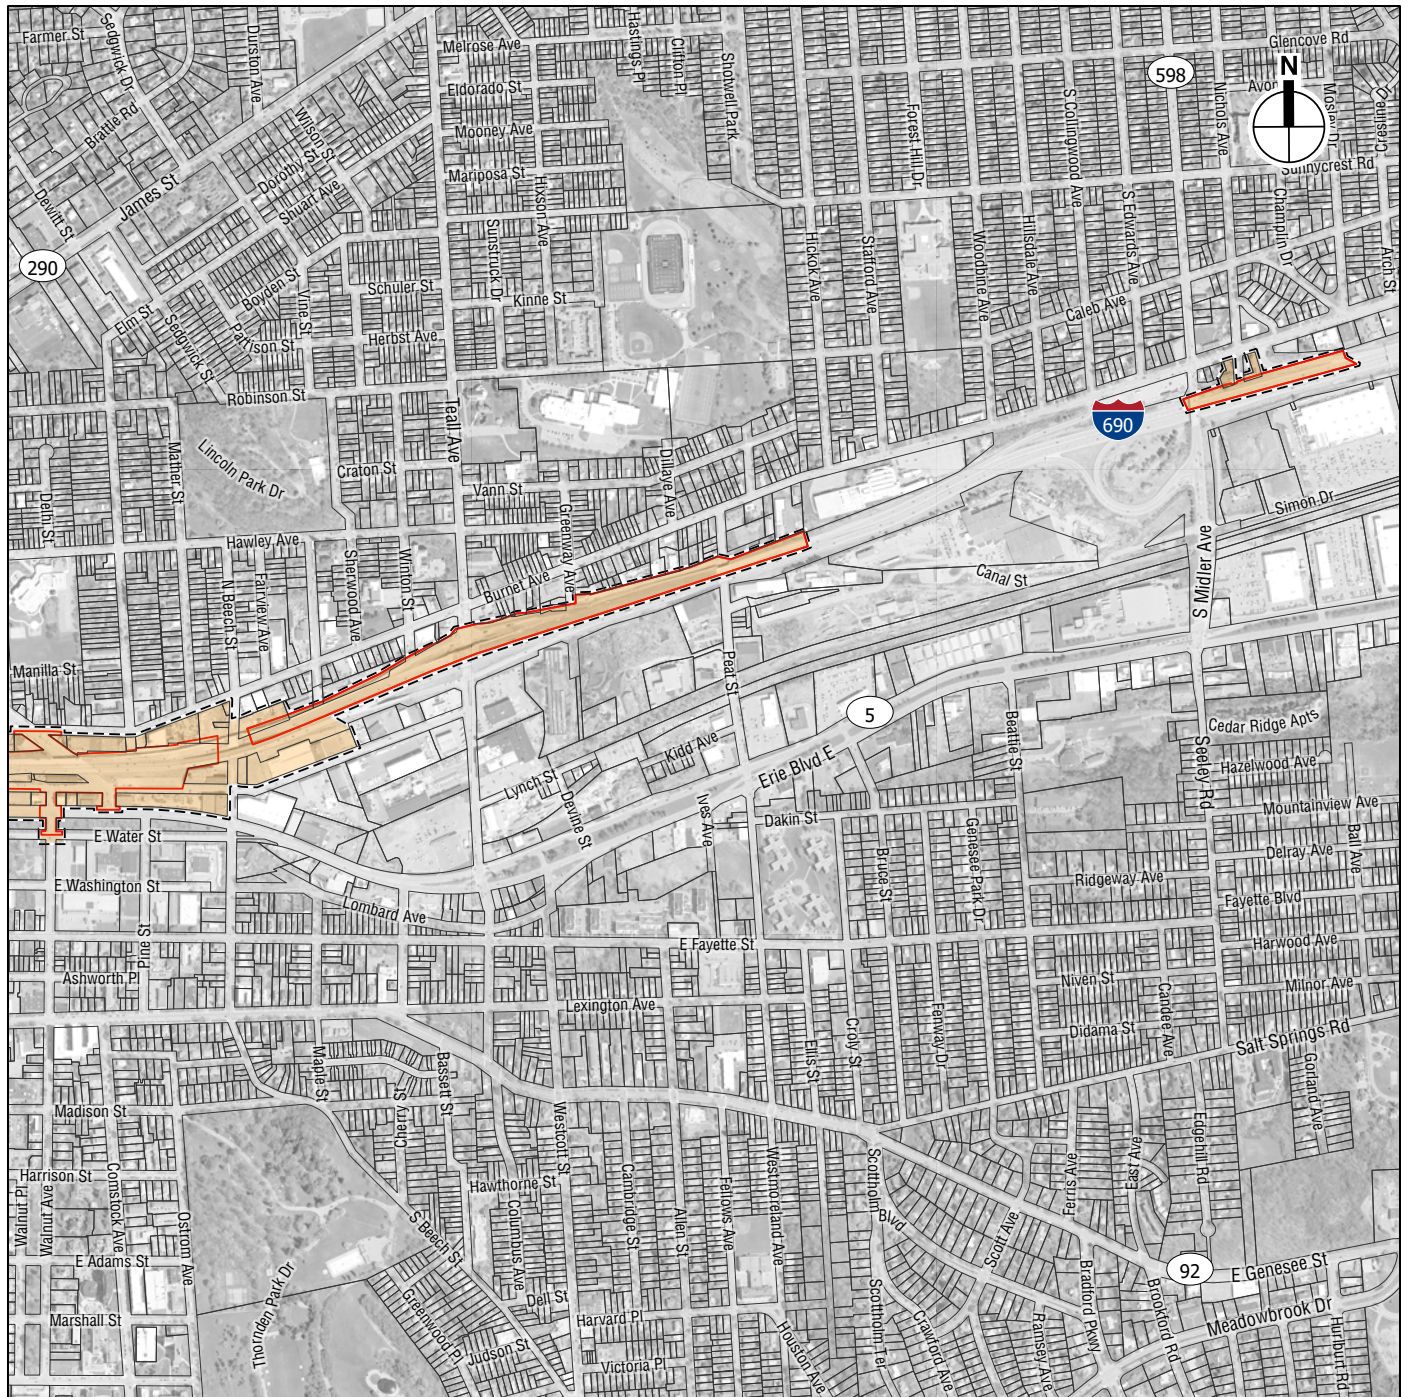 Farmer St
Sedgwick Dr
Durston Ave
Melrose Ave
Hastings Pl
Clifton Pl
Shotwell Park
Glencove Rd
598
N
Avon
Eldorado St
Brattle Rd
Wilson St
Mooney Ave
Forest Hill Dr
S Collingwood Ave
Nichols Ave
Mosley Dr
Dorothy St
Mariposa St
Sunnycrest Rd
Dewitt St
James St
Shuart Ave
Hixson Ave
Sunstruck Dr
S Edwards Ave
Champlin Dr
290
Boyden St
Vine St
Schuler St
Kinne St
Hickok Ave
Stafford Ave
Woodbine Ave
Hillsdale Ave
Arch St
Elm St
Sedgwick St
Pattison St
Herbst Ave
Caleb Ave
Robinson St
Teall Ave
690
Mather St
Lincoln Park Dr
Craton St
Vann St
Dillaye Ave
Delhi St
Greenway Ave
Simon Dr
Hawley Ave
Sherwood Ave
Winton St
Burnet Ave
Canal St
S Midler Ave
N Beech St
Fairview Ave
Manilla St
Peat St
5
Beattie St
Cedar Ridge Apts
Kidd Ave
Seeley Rd
Hazelwood Ave
Lynch St
Erie Blvd E
Devine St
Ives Ave
Dakin St
Mountainview Ave
E Water St
Genesee Park Dr
Ball Ave
Bruce St
Delray Ave
E Washington St
Ridgeway Ave
Fayette Blvd
Lombard Ave
Pine St
E Fayette St
Harwood Ave
Ashworth Pl
Niven St
Milnor Ave
Lexington Ave
Caudee Ave
Ellis St
Croly St
Fenway Dr
Didama St
Salt Springs Rd
Maple St
Bassett St
Gorland Ave
Cherry St
Madison St
Westcott St
Edgehill Rd
Harrison St
Hawthorne St
Cambridge St
Westmoreland Ave
Scottholm Blvd
Ferris Ave
East Ave
Walnut Pl
Walnut Ave
Comstock Ave
Ostrom Ave
Columbus Ave
Allen St
Fellows Ave
Scott Ave
S Beech St
E Adams St
92
E Genesee St
Thornden Park Dr
Dell St
Scottholm Ter
Bradford Pkwy
Brookford Rd
Marshall St
Greenwood Pl
Harvard Pl
Meadowbrook Dr
Judson St
Houston Ave
Crawford Ave
Ramsey Ave
Hurlburt Rd
Victoria Pl